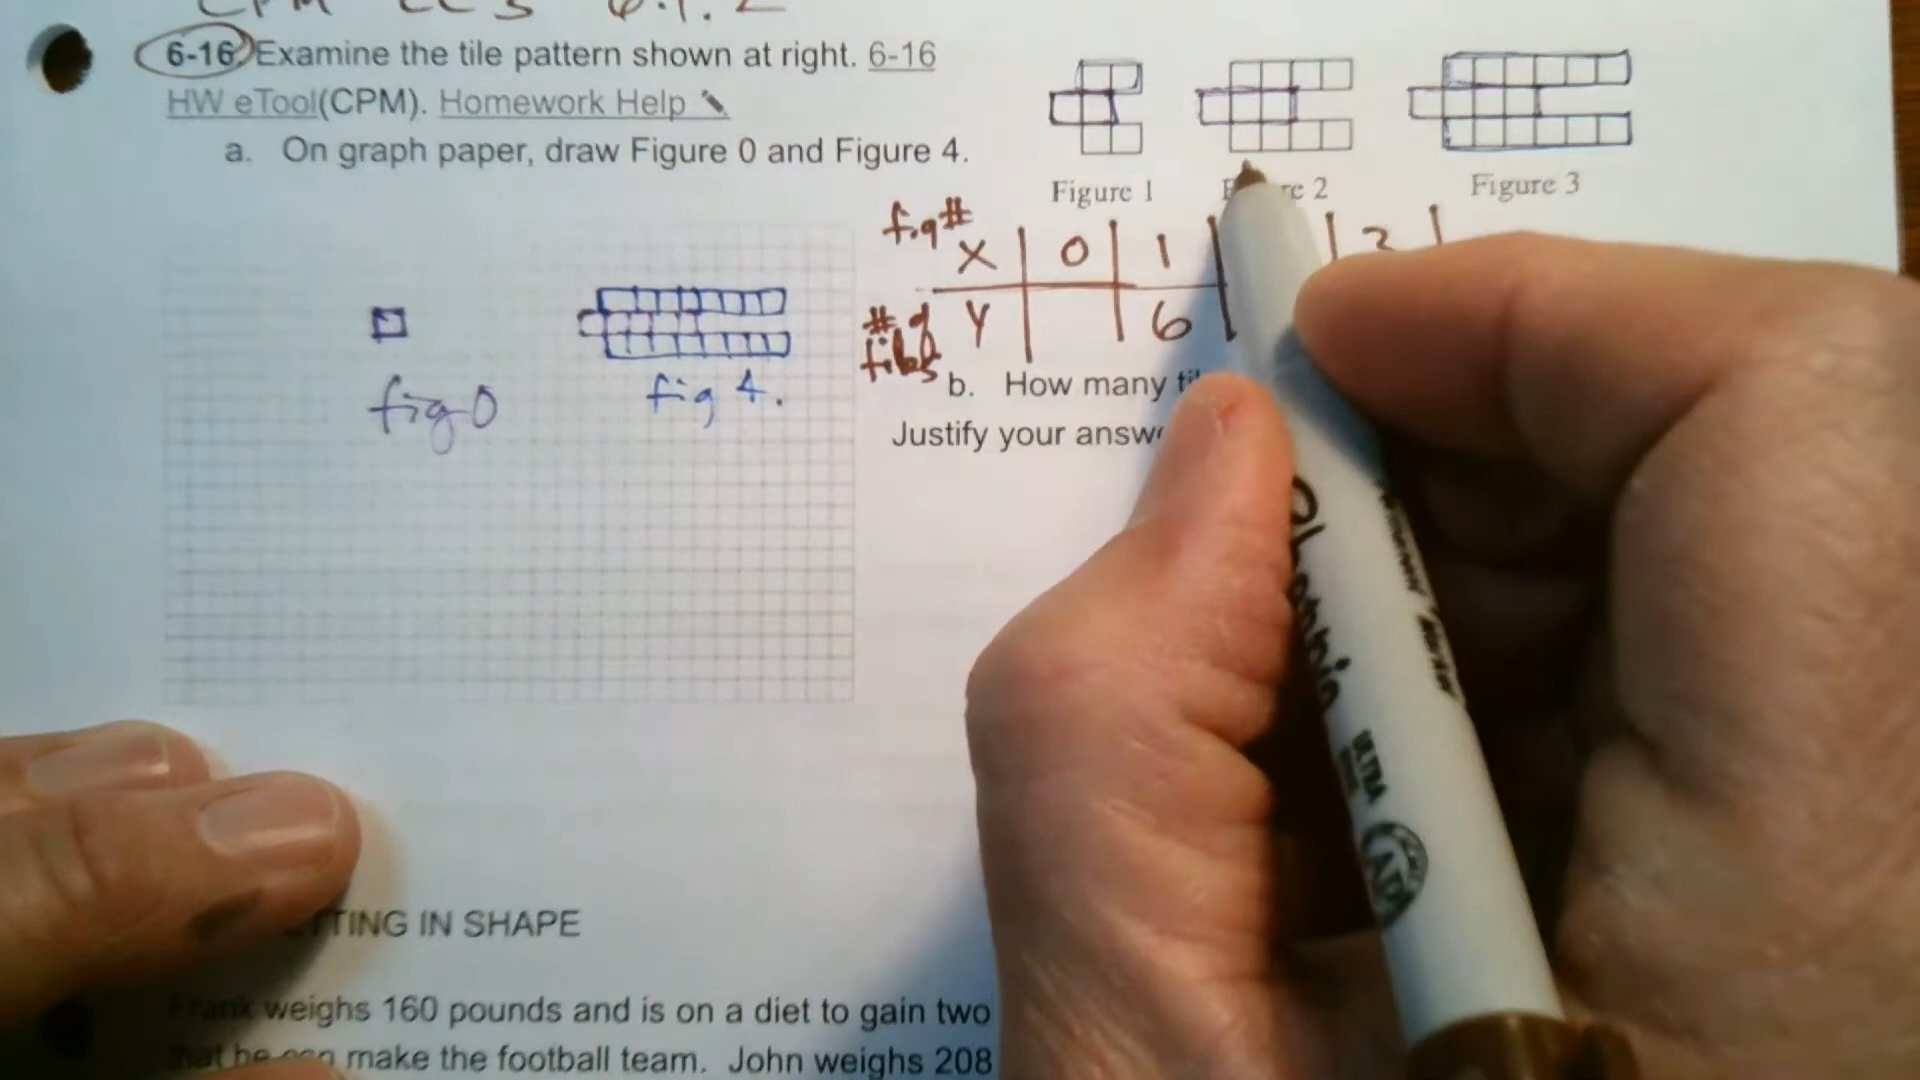 6-16. Examine the tile pattern shown at right. 6-16
HW eTool(CPM). Homework Help
a. On graph paper, draw Figure 0 and Figure 4.
Figure 1
2
Figure 3
fig #
X 0 1
# of tiles
Y 6
fig 0
fig 4.
b. How many
Justify your
IN SHAPE
weighs 160 pounds and is on a diet to gain two
make the football team. John weighs 208
ULTRA